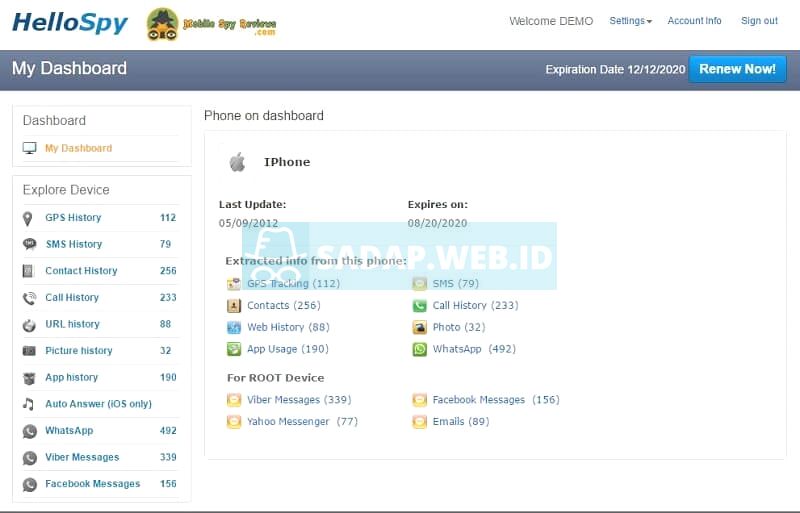 HelloSpy Mobile Spy Reviews .com Welcome DEMO Settings Account Info Sign out
My Dashboard Expiration Date 12/12/2020 Renew Now!
Dashboard
My Dashboard
Explore Device
GPS History 112
SMS History 79
Contact History 256
Call History 233
URL history 88
Picture history 32
App history 190
Auto Answer (iOS only)
WhatsApp 492
Viber Messages 339
Facebook Messages 156
Phone on dashboard
IPhone
Last Update: Expires on:
05/09/2012 08/20/2020
SADAP.WEB.ID
Extracted info from this phone:
GPS Tracking (112) SMS (79)
Contacts (256) Call History (233)
Web History (88) Photo (32)
App Usage (190) WhatsApp (492)
For ROOT Device
Viber Messages (339) Facebook Messages (156)
Yahoo Messenger (77) Emails (89)